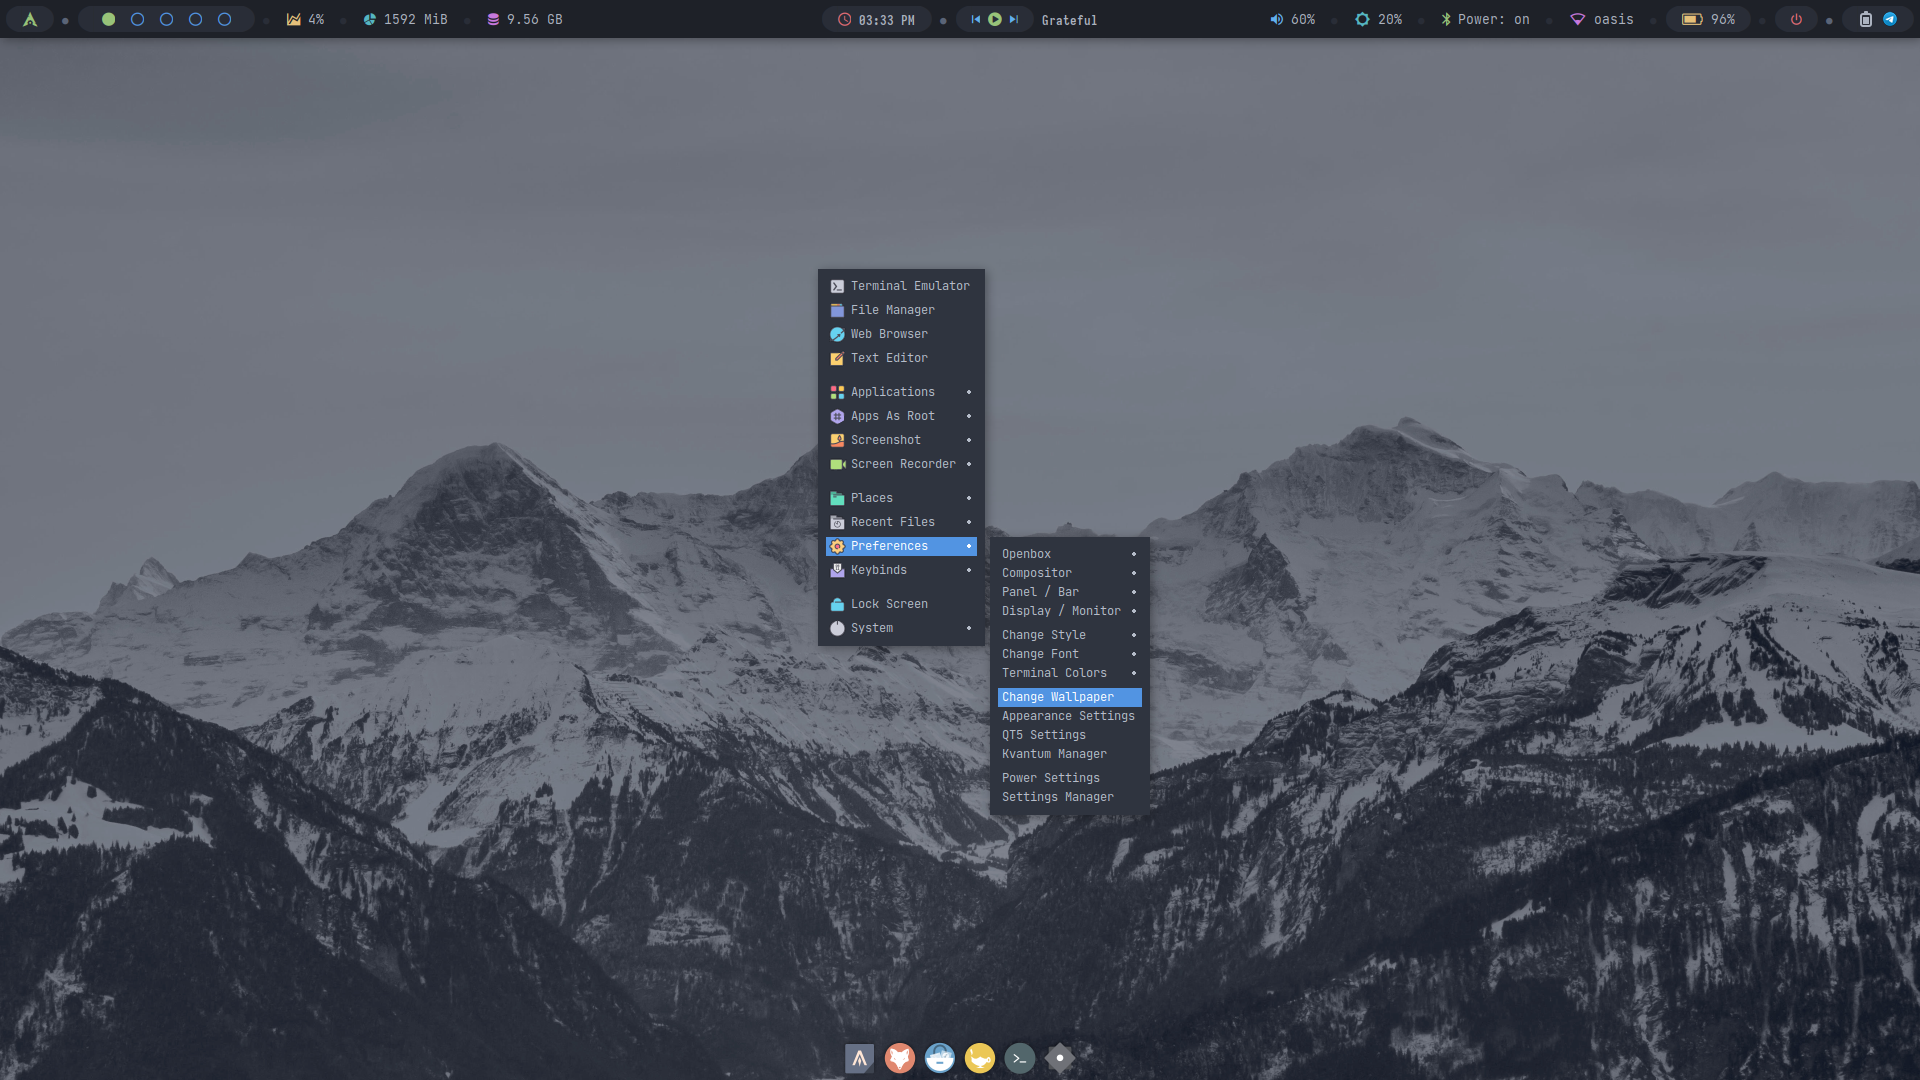 4%
1592 MiB
9.56 GB
03:33 PM
Grateful
60%
20%
Power: on
oasis
96%
Terminal Emulator
File Manager
Web Browser
Text Editor
Applications
Apps As Root
Screenshot
Screen Recorder
Places
Recent Files
Preferences
Keybinds
Lock Screen
System
Openbox
Compositor
Panel / Bar
Display / Monitor
Change Style
Change Font
Terminal Colors
Change Wallpaper
Appearance Settings
QT5 Settings
Kvantum Manager
Power Settings
Settings Manager